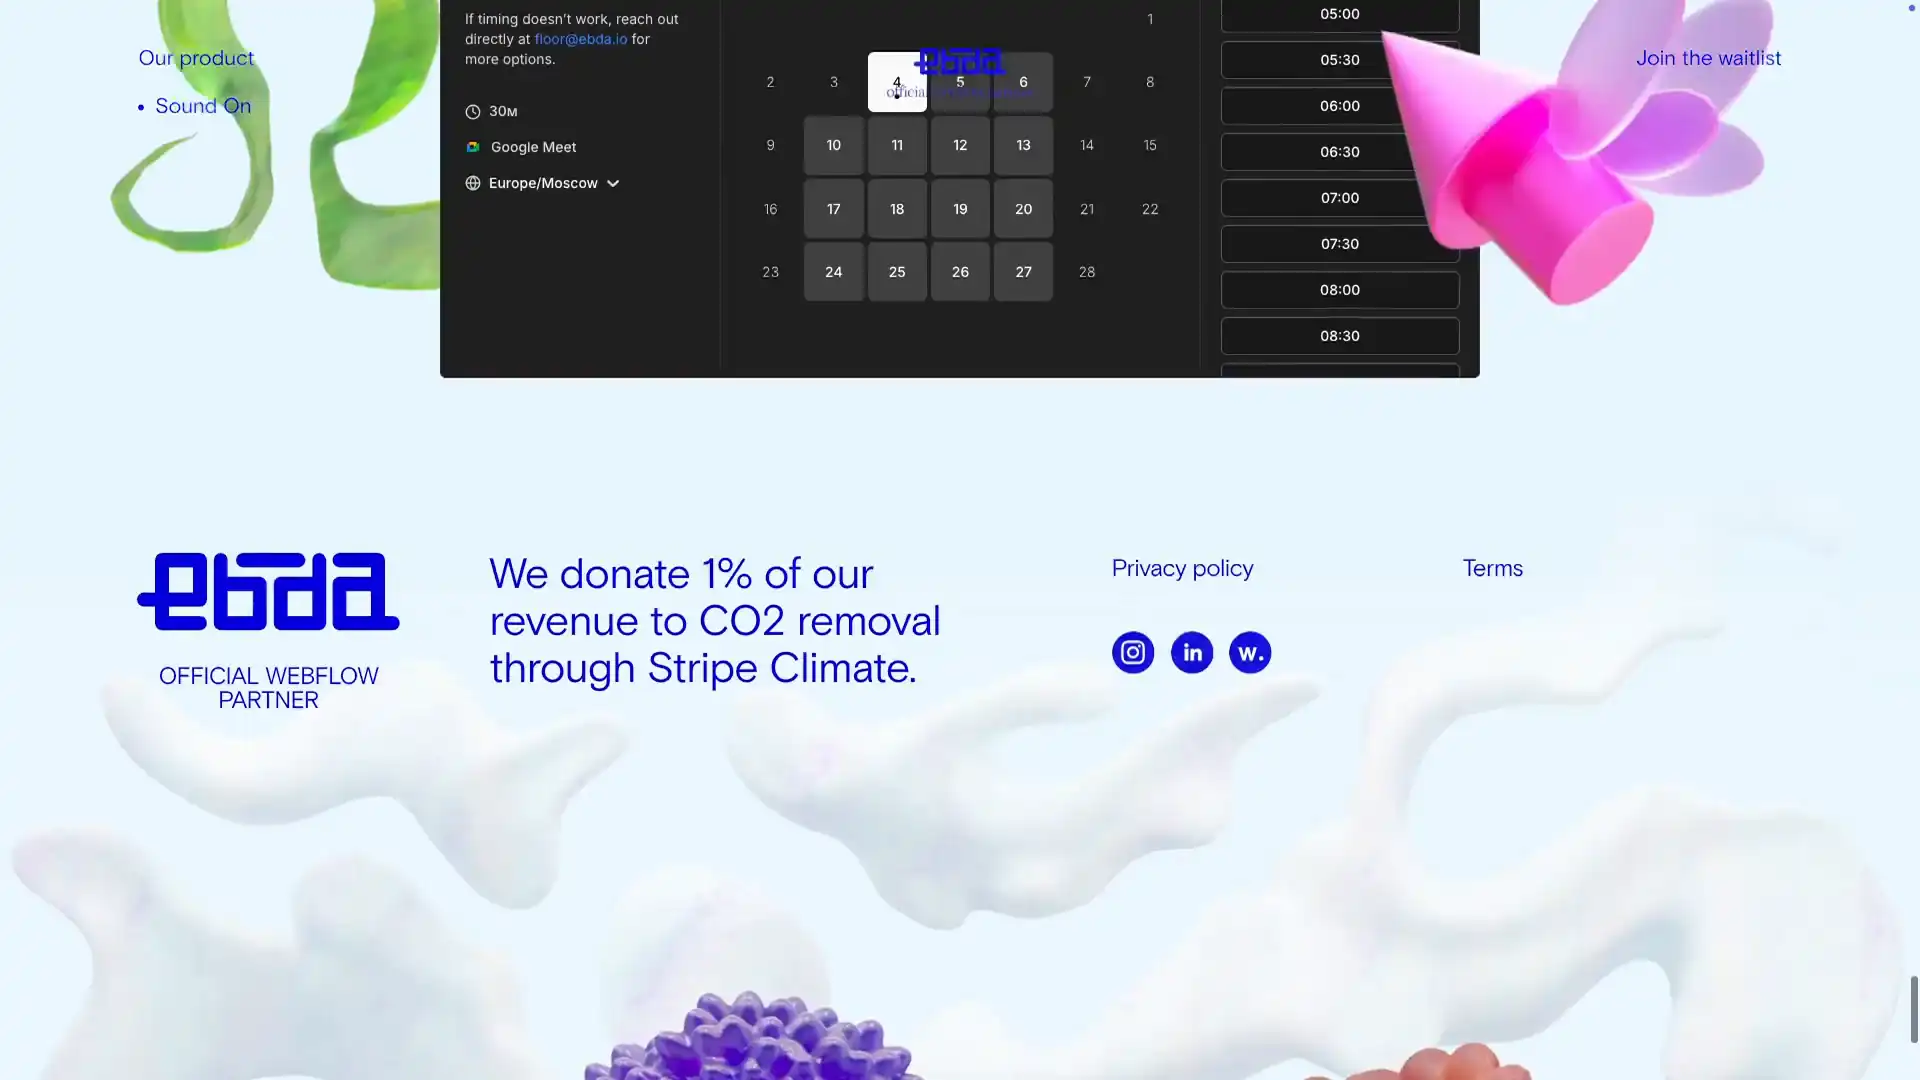 Our product
Sound On
Join the waitlist
If timing doesn't work, reach out
directly at floor@ebda.io for
more options.
30м
Google Meet
Europe/Moscow
1
2 3 4 5 6 7 8
9 10 11 12 13 14 15
16 17 18 19 20 21 22
23 24 25 26 27 28
05:00
05:30
06:00
06:30
07:00
07:30
08:00
08:30
ebda
ebda
OFFICIAL WEBFLOW
PARTNER
We donate 1% of our
revenue to CO2 removal
through Stripe Climate.
Privacy policy
Terms
in
w.